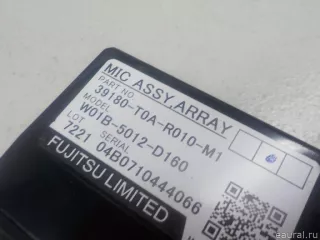 MIC ASSY,ARRAY
PART NO.
39180-T0A-R010-M1
MODEL
W01B-5012-D160
LOT SERIAL
7221 04B0710444066
FUJITSU LIMITED
© eaural.ru